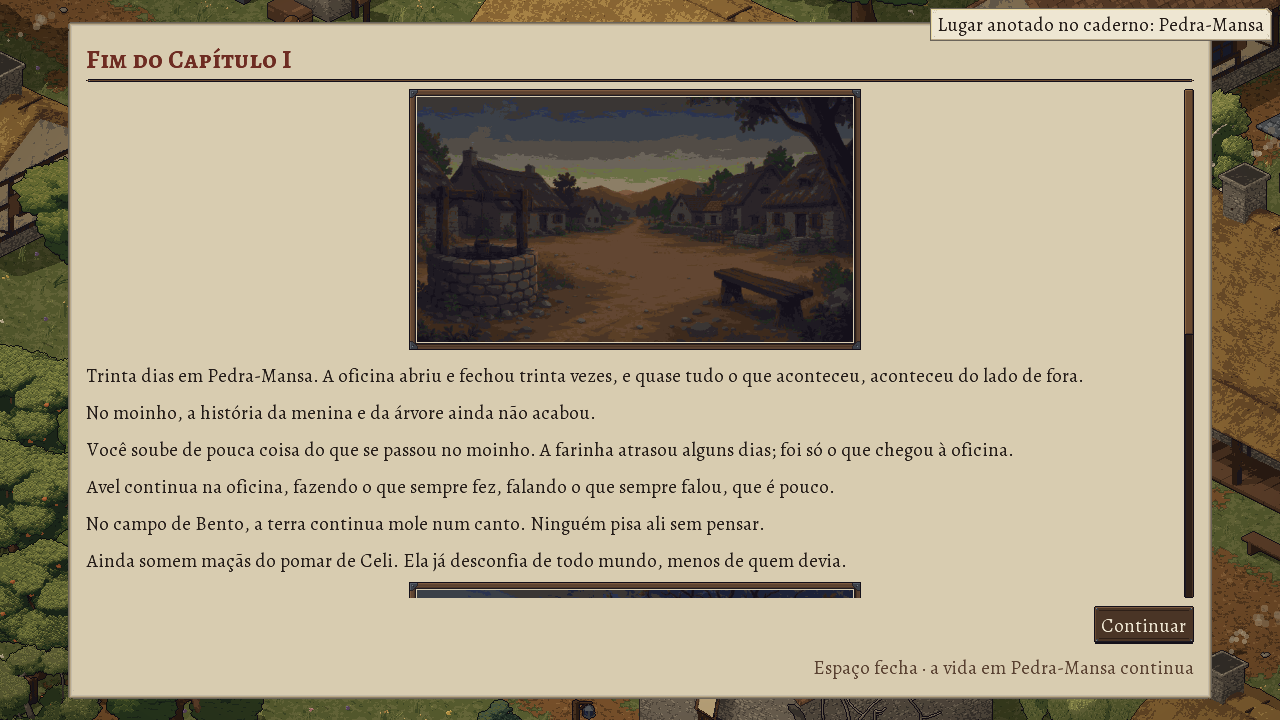 Lugar anotado no caderno: Pedra-Mansa
Fim do Capítulo I
Trinta dias em Pedra-Mansa. A oficina abriu e fechou trinta vezes, e quase tudo o que aconteceu, aconteceu do lado de fora.
No moinho, a história da menina e da árvore ainda não acabou.
Você soube de pouca coisa do que se passou no moinho. A farinha atrasou alguns dias; foi só o que chegou à oficina.
Avel continua na oficina, fazendo o que sempre fez, falando o que sempre falou, que é pouco.
No campo de Bento, a terra continua mole num canto. Ninguém pisa ali sem pensar.
Ainda somem maçãs do pomar de Celi. Ela já desconfia de todo mundo, menos de quem devia.
Continuar
Espaço fecha · a vida em Pedra-Mansa continua